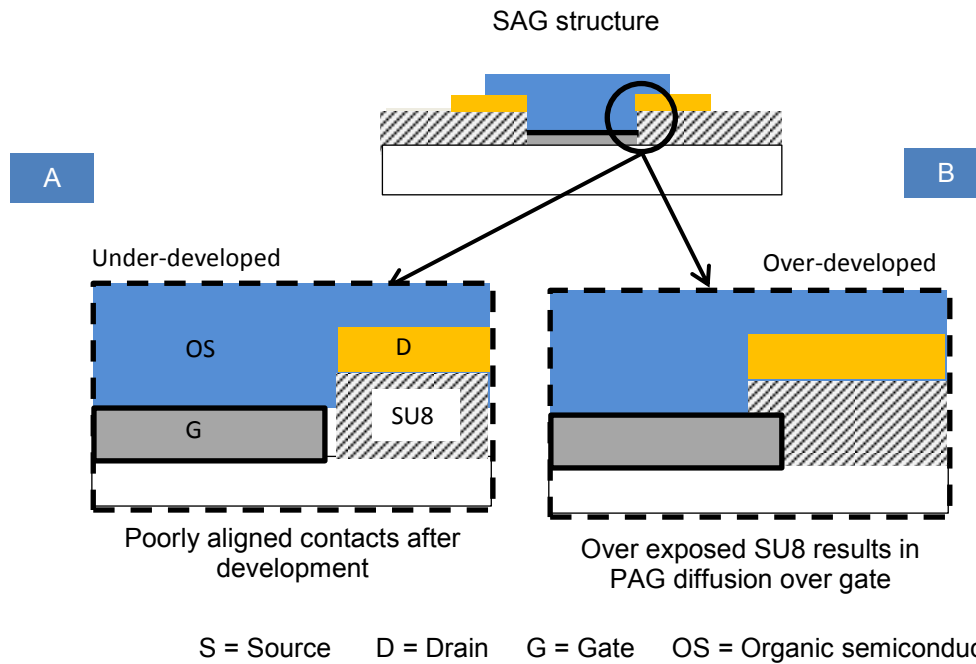 SAG structure
A
B
Under-developed
Over-developed
OS
D
SU8
G
Poorly aligned contacts after
development
Over exposed SU8 results in
PAG diffusion over gate
S = Source D = Drain G = Gate OS = Organic semiconduc